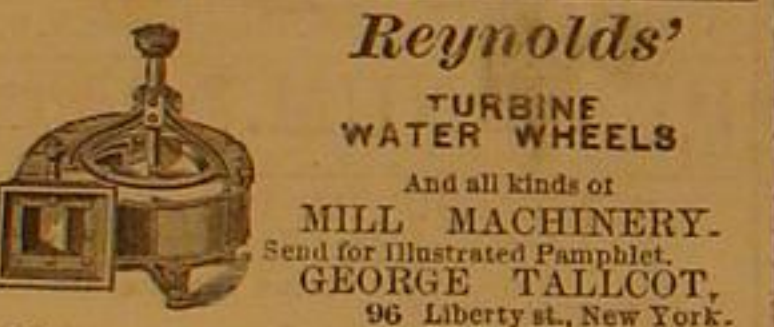 Reynolds'
TURBINE
WATER WHEELS
And all kinds of
MILL MACHINERY.
Send for Illustrated Pamphlet.
GEORGE TALLCOT,
96 Liberty st., New York.